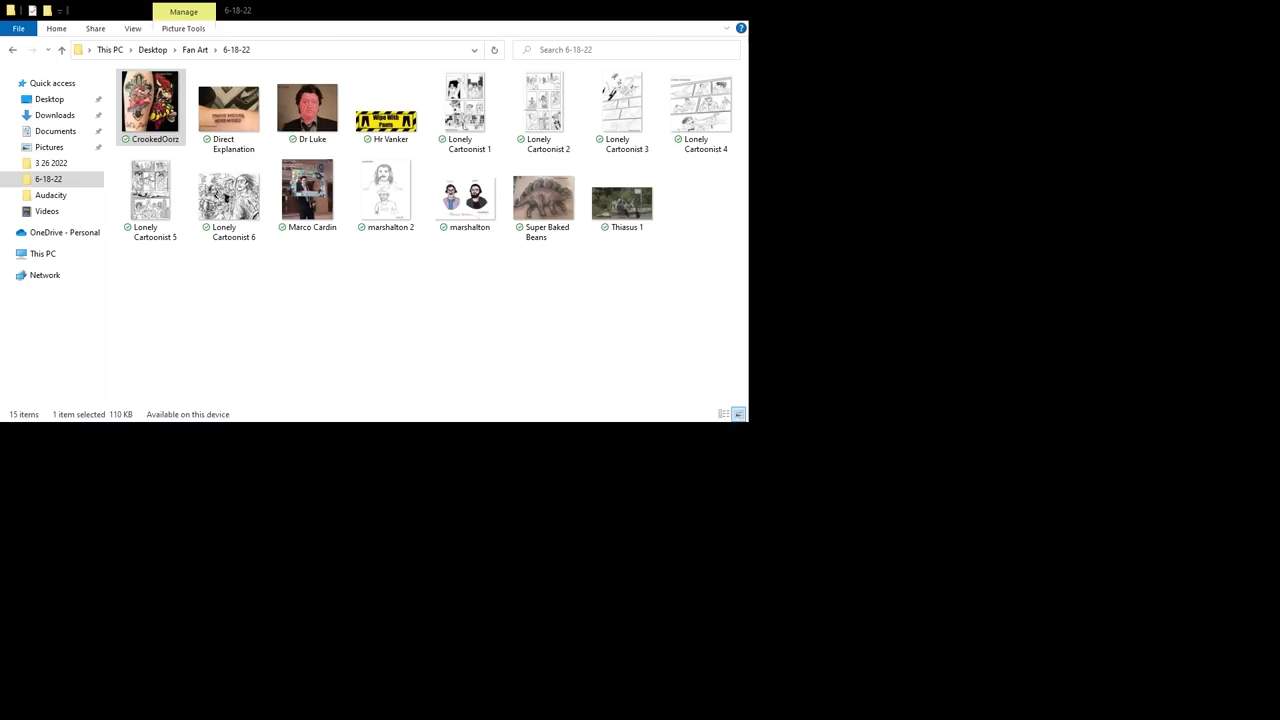 Manage 6-18-22
File Home Share View Picture Tools
This PC Desktop Fan Art 6-18-22 Search 6-18-22
Quick access
Desktop
Downloads
Documents
Pictures
3 26 2022
6-18-22
Audacity
Videos
OneDrive - Personal
This PC
Network
Wipe With
Pants
CrookedOorz Direct Dr Luke Hr Vanker Lonely Lonely Lonely Lonely
Explanation Cartoonist 1 Cartoonist 2 Cartoonist 3 Cartoonist 4
Lonely Lonely Marco Cardin marshalton 2 marshalton Super Baked Thiasus 1
Cartoonist 5 Cartoonist 6 Beans
15 items 1 item selected 110 KB Available on this device